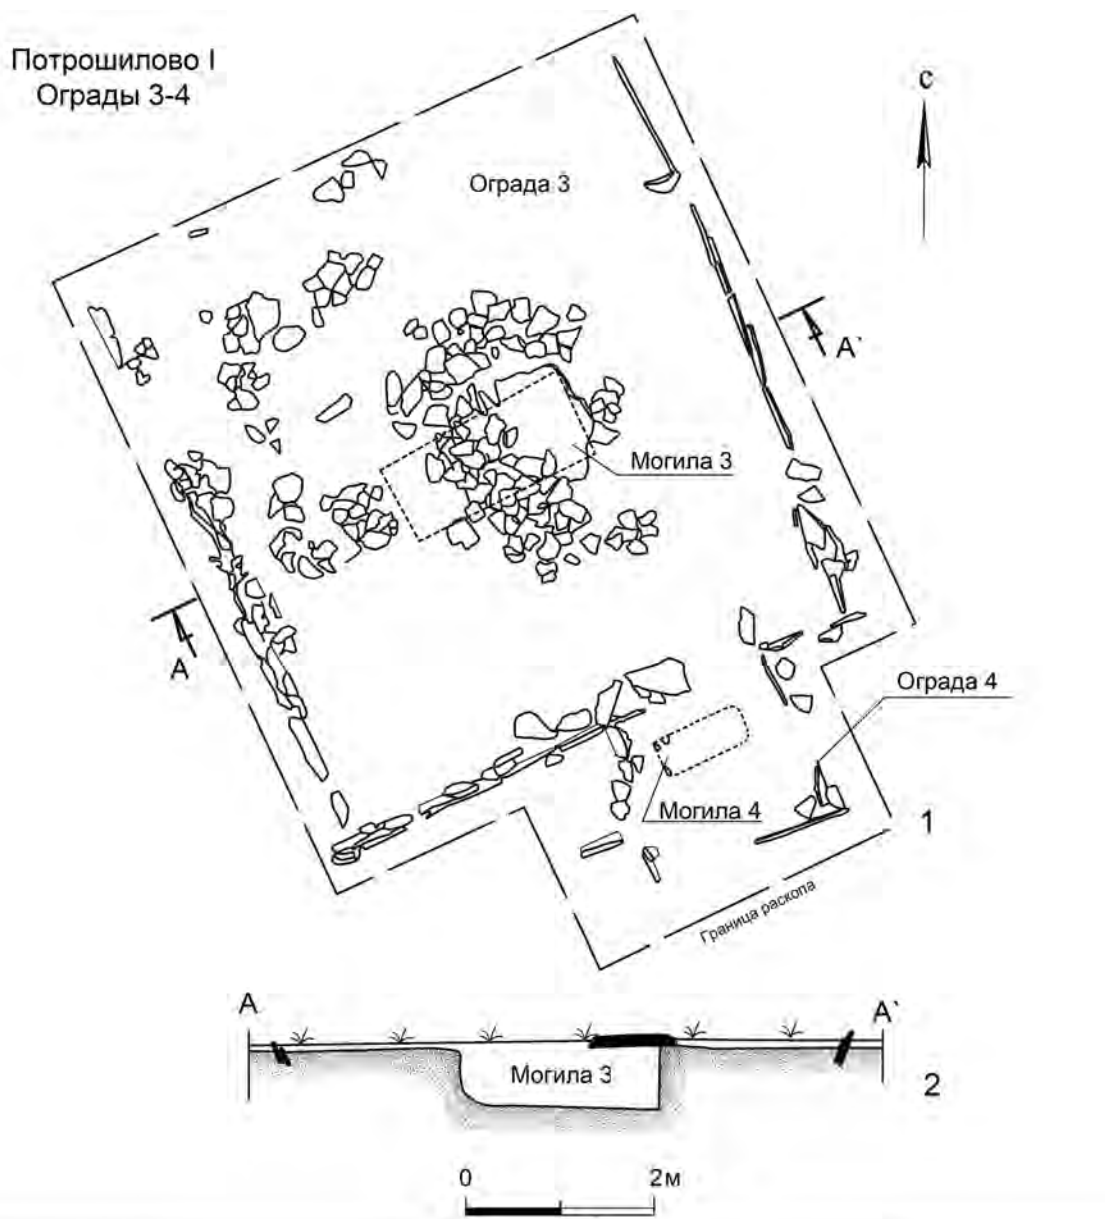 Потрошилово I
Ограды 3-4
С
Ограда 3
А`
Могила 3
А
Ограда 4
Могила 4
1
Граница раскопа
А
А`
Могила 3
2
0
2м